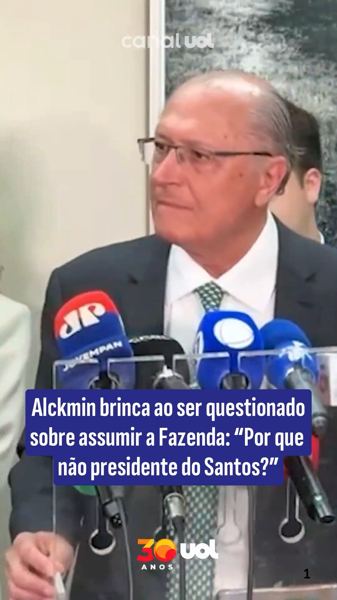 canal UOL
JP
JOVEMPAN
Alckmin brinca ao ser questionado
sobre assumir a Fazenda: “Por que
não presidente do Santos?”
30 UOL
ANOS
1